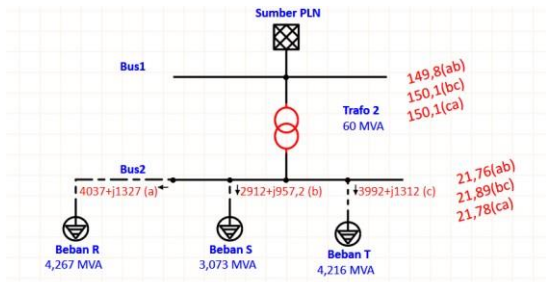 Sumber PLN
Bus1
149,8(ab)
150,1(bc)
150,1(ca)
Trafo 2
60 MVA
Bus2
21,76(ab)
21,89(bc)
21,78(ca)
4037+j1327 (a)
2912+j957,2 (b)
3992+j1312 (c)
Beban R
4,267 MVA
Beban S
3,073 MVA
Beban T
4,216 MVA